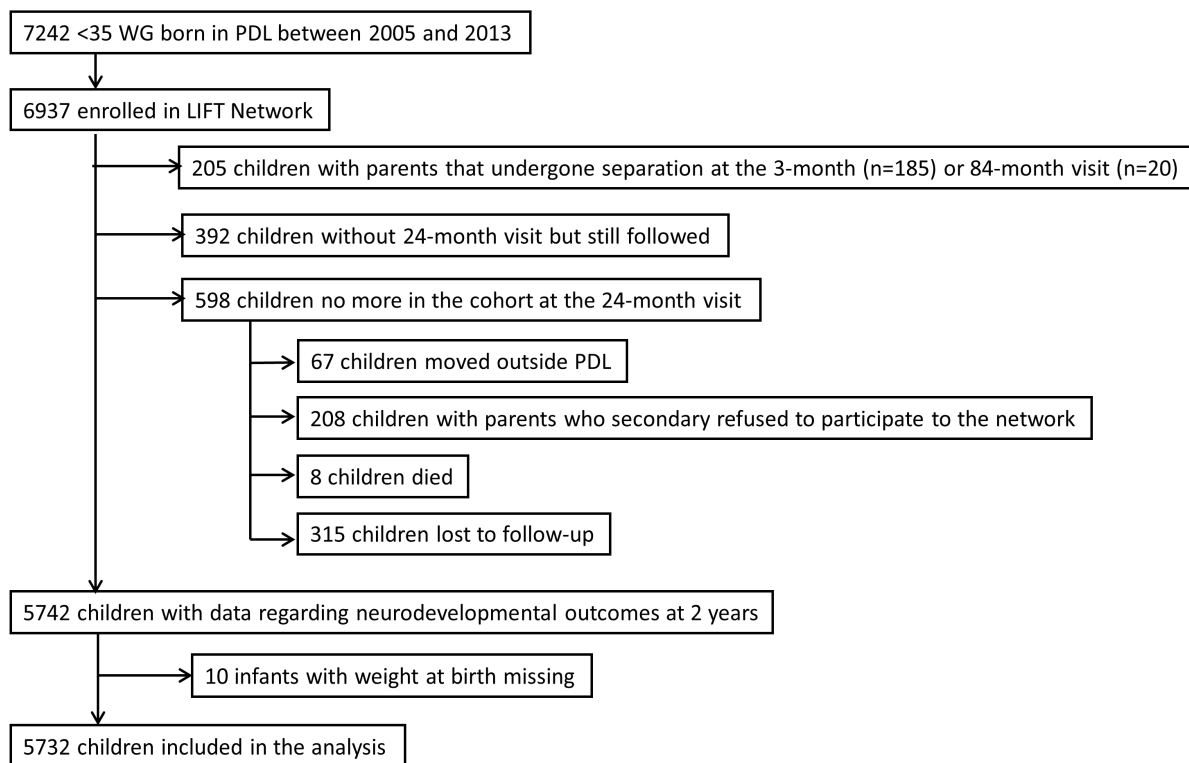 7242 <35 WG born in PDL between 2005 and 2013
6937 enrolled in LIFT Network
205 children with parents that undergone separation at the 3-month (n=185) or 84-month visit (n=20)
392 children without 24-month visit but still followed
598 children no more in the cohort at the 24-month visit
67 children moved outside PDL
208 children with parents who secondary refused to participate to the network
8 children died
315 children lost to follow-up
5742 children with data regarding neurodevelopmental outcomes at 2 years
10 infants with weight at birth missing
5732 children included in the analysis